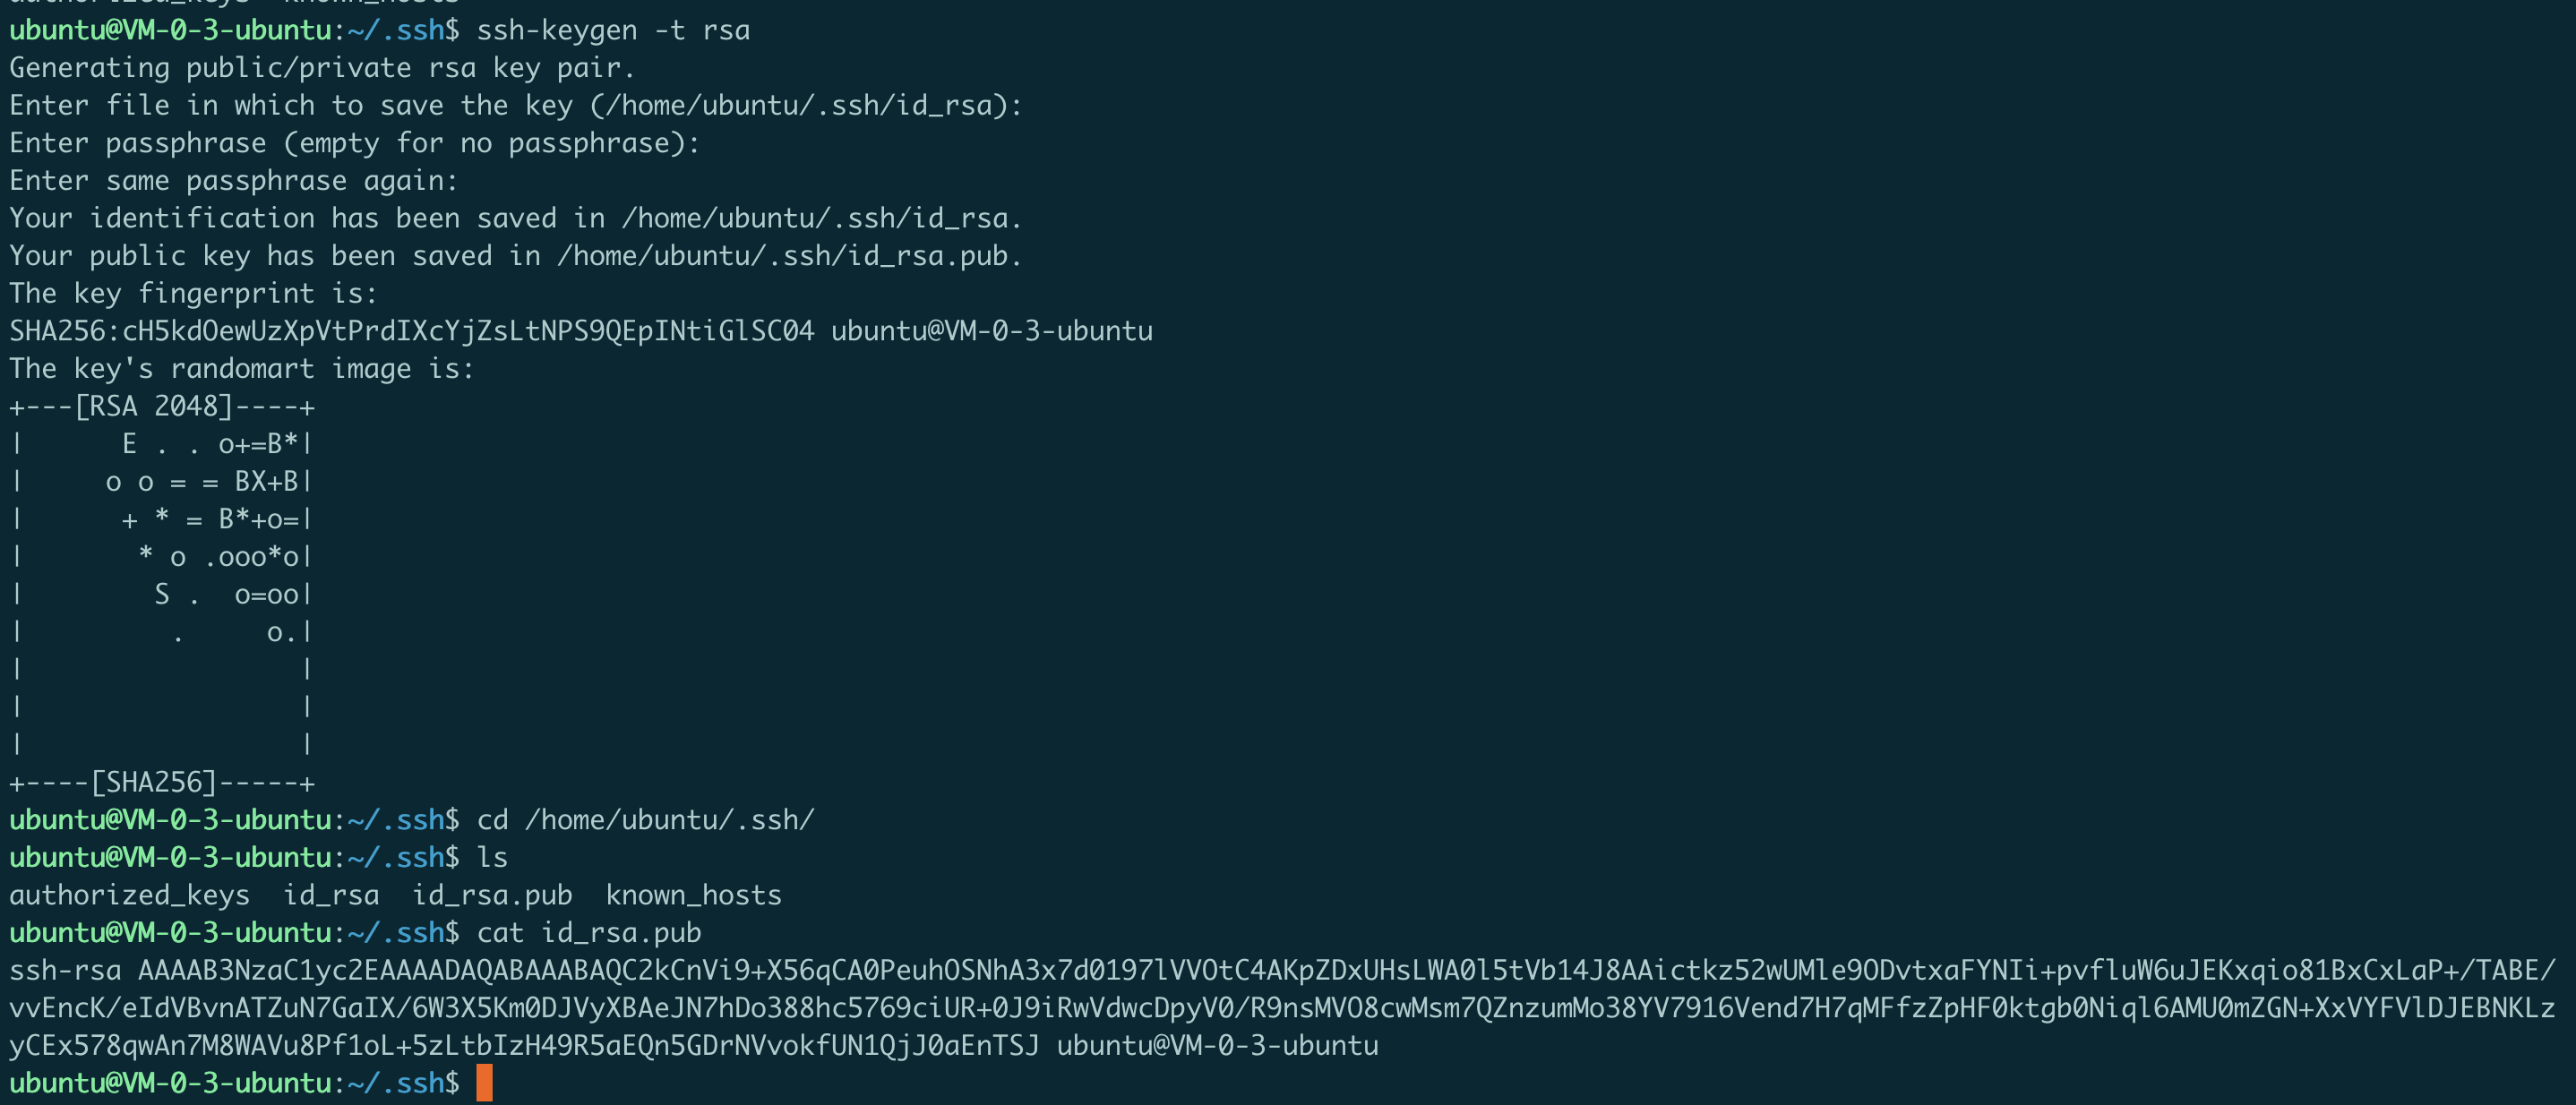 authorized_keys  known_hosts
ubuntu@VM-0-3-ubuntu:~/.ssh$ ssh-keygen -t rsa
Generating public/private rsa key pair.
Enter file in which to save the key (/home/ubuntu/.ssh/id_rsa):
Enter passphrase (empty for no passphrase):
Enter same passphrase again:
Your identification has been saved in /home/ubuntu/.ssh/id_rsa.
Your public key has been saved in /home/ubuntu/.ssh/id_rsa.pub.
The key fingerprint is:
SHA256:cH5kdOewUzXpVtPrdIXcYjZsLtNPS9QEpINtiGlSC04 ubuntu@VM-0-3-ubuntu
The key's randomart image is:
+---[RSA 2048]----+
|      E . . o+=B*|
|     o o = = BX+B|
|      + * = B*+o=|
|       * o .ooo*o|
|        S .  o=oo|
|         .     o.|
|                 |
|                 |
|                 |
+----[SHA256]-----+
ubuntu@VM-0-3-ubuntu:~/.ssh$ cd /home/ubuntu/.ssh/
ubuntu@VM-0-3-ubuntu:~/.ssh$ ls
authorized_keys  id_rsa  id_rsa.pub  known_hosts
ubuntu@VM-0-3-ubuntu:~/.ssh$ cat id_rsa.pub
ssh-rsa AAAAB3NzaC1yc2EAAAADAQABAAABAQC2kCnVi9+X56qCA0PeuhOSNhA3x7d0197lVVOtC4AKpZDxUHsLWA0l5tVb14J8AAictkz52wUMle9ODvtxaFYNIi+pvfluW6uJEKxqio81BxCxLaP+/TABE/
vvEncK/eIdVBvnATZuN7GaIX/6W3X5Km0DJVyXBAeJN7hDo388hc5769ciUR+0J9iRwVdwcDpyV0/R9nsMVO8cwMsm7QZnzumMo38YV7916Vend7H7qMFfzZpHF0ktgb0Niql6AMU0mZGN+XxVYFVlDJEBNKLz
yCEx578qwAn7M8WAVu8Pf1oL+5zLtbIzH49R5aEQn5GDrNVvokfUN1QjJ0aEnTSJ ubuntu@VM-0-3-ubuntu
ubuntu@VM-0-3-ubuntu:~/.ssh$